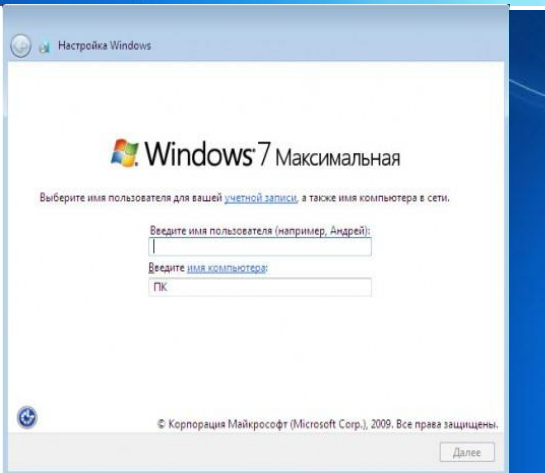 Настройка Windows
Windows 7 Максимальная
Выберите имя пользователя для вашей учетной записи, а также имя компьютера в сети.
Введите имя пользователя (например, Андрей):
Введите имя компьютера:
ПК
© Корпорация Майкрософт (Microsoft Corp.), 2009. Все права защищены.
Далее